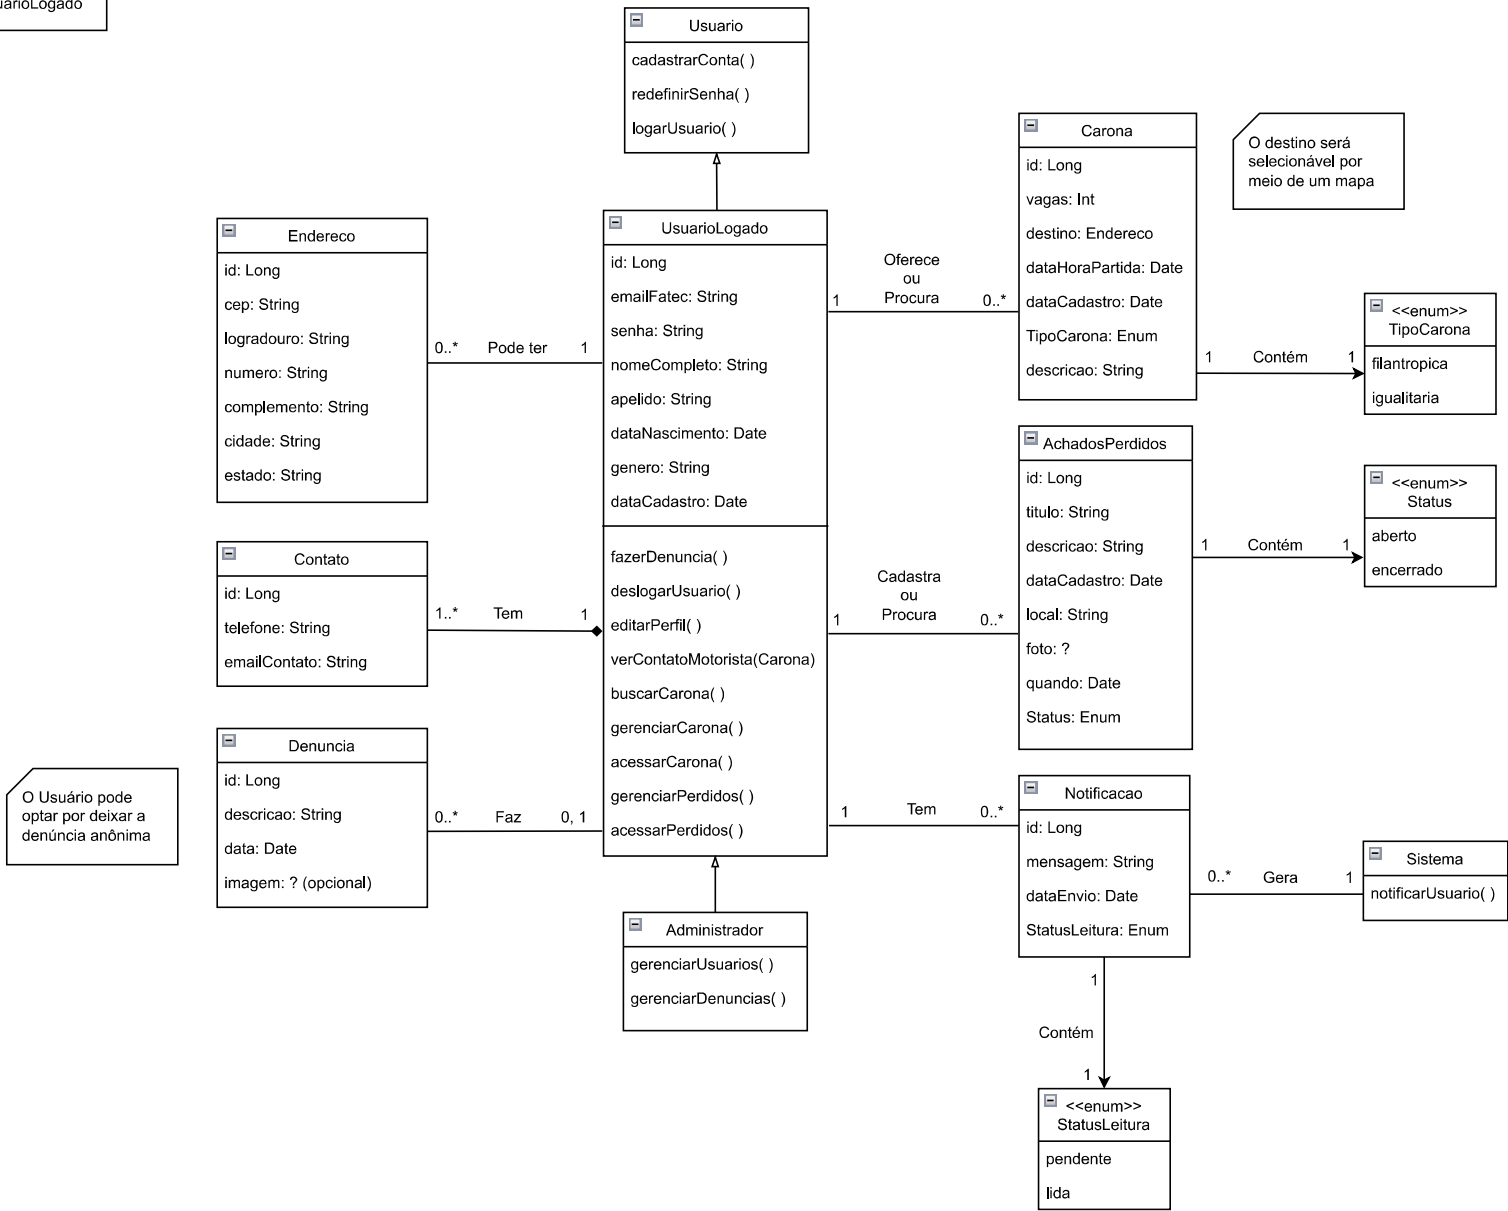 Usuario
cadastrarConta( )
redefinirSenha( )
logarUsuario( )
Carona
id: Long
vagas: Int
destino: Endereco
dataHoraPartida: Date
dataCadastro: Date
TipoCarona: Enum
descricao: String
O destino será
selecionável por
meio de um mapa
Endereco
id: Long
cep: String
logradouro: String
numero: String
complemento: String
cidade: String
estado: String
0..*
Pode ter
1
UsuarioLogado
id: Long
emailFatec: String
senha: String
nomeCompleto: String
apelido: String
dataNascimento: Date
genero: String
dataCadastro: Date
fazerDenuncia( )
deslogarUsuario( )
editarPerfil( )
verContatoMotorista(Carona)
buscarCarona( )
gerenciarCarona( )
acessarCarona( )
gerenciarPerdidos( )
acessarPerdidos( )
Oferece
ou
Procura
1
0..*
1
Contém
1
<<enum>>
TipoCarona
filantropica
igualitaria
AchadosPerdidos
id: Long
titulo: String
descricao: String
dataCadastro: Date
local: String
foto: ?
quando: Date
Status: Enum
1
Contém
1
<<enum>>
Status
aberto
encerrado
Cadastra
ou
Procura
1
0..*
Contato
id: Long
telefone: String
emailContato: String
1..*
Tem
1
Denuncia
id: Long
descricao: String
data: Date
imagem: ? (opcional)
0..*
Faz
0, 1
O Usuário pode
optar por deixar a
denúncia anônima
1
Tem
0..*
Notificacao
id: Long
mensagem: String
dataEnvio: Date
StatusLeitura: Enum
0..*
Gera
1
Sistema
notificarUsuario( )
Administrador
gerenciarUsuarios( )
gerenciarDenuncias( )
1
Contém
1
<<enum>>
StatusLeitura
pendente
lida